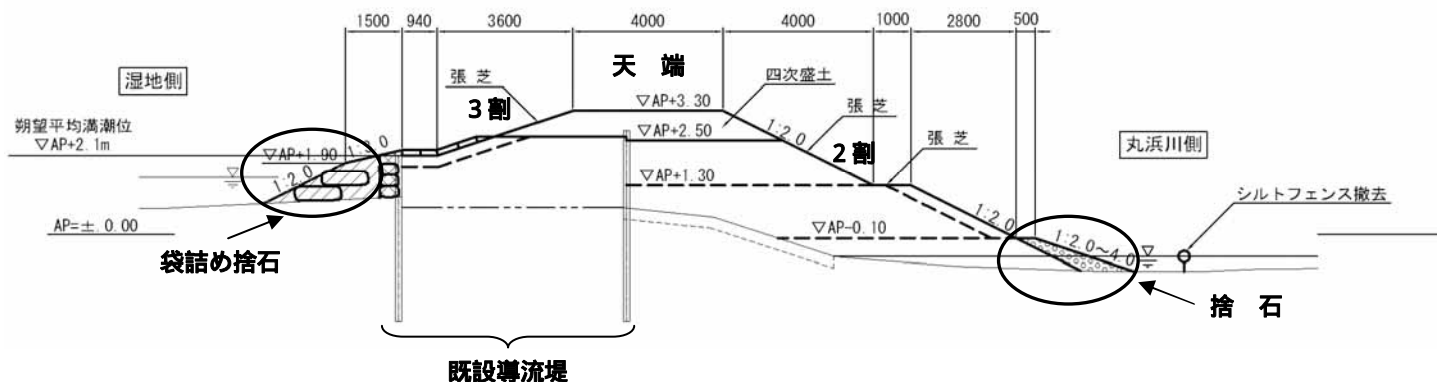 1500 940 3600 4000 4000 1000 2800 500
湿地側
張 芝
3割
天 端
四次盛土
▽AP+3.30
張 芝
朔望平均満潮位
▽AP+2.1m
1:3.0
▽AP+2.50
1:2.0
2割
張 芝
丸浜川側
▽AP+1.90
1:2.0
▽AP+1.30
シルトフェンス撤去
AP=±.0.00
▽AP-0.10
1:2.0
1:2.0~4.0
袋詰め捨石
捨 石
既設導流堤